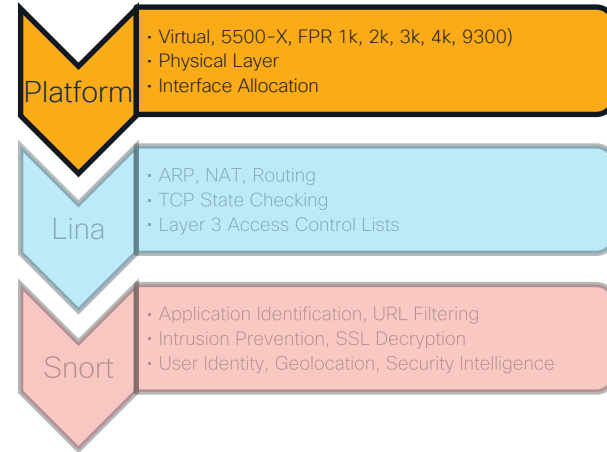 Platform
• Virtual, 5500-X, FPR 1k, 2k, 3k, 4k, 9300)
• Physical Layer
• Interface Allocation
Lina
• ARP, NAT, Routing
• TCP State Checking
• Layer 3 Access Control Lists
Snort
• Application Identification, URL Filtering
• Intrusion Prevention, SSL Decryption
• User Identity, Geolocation, Security Intelligence